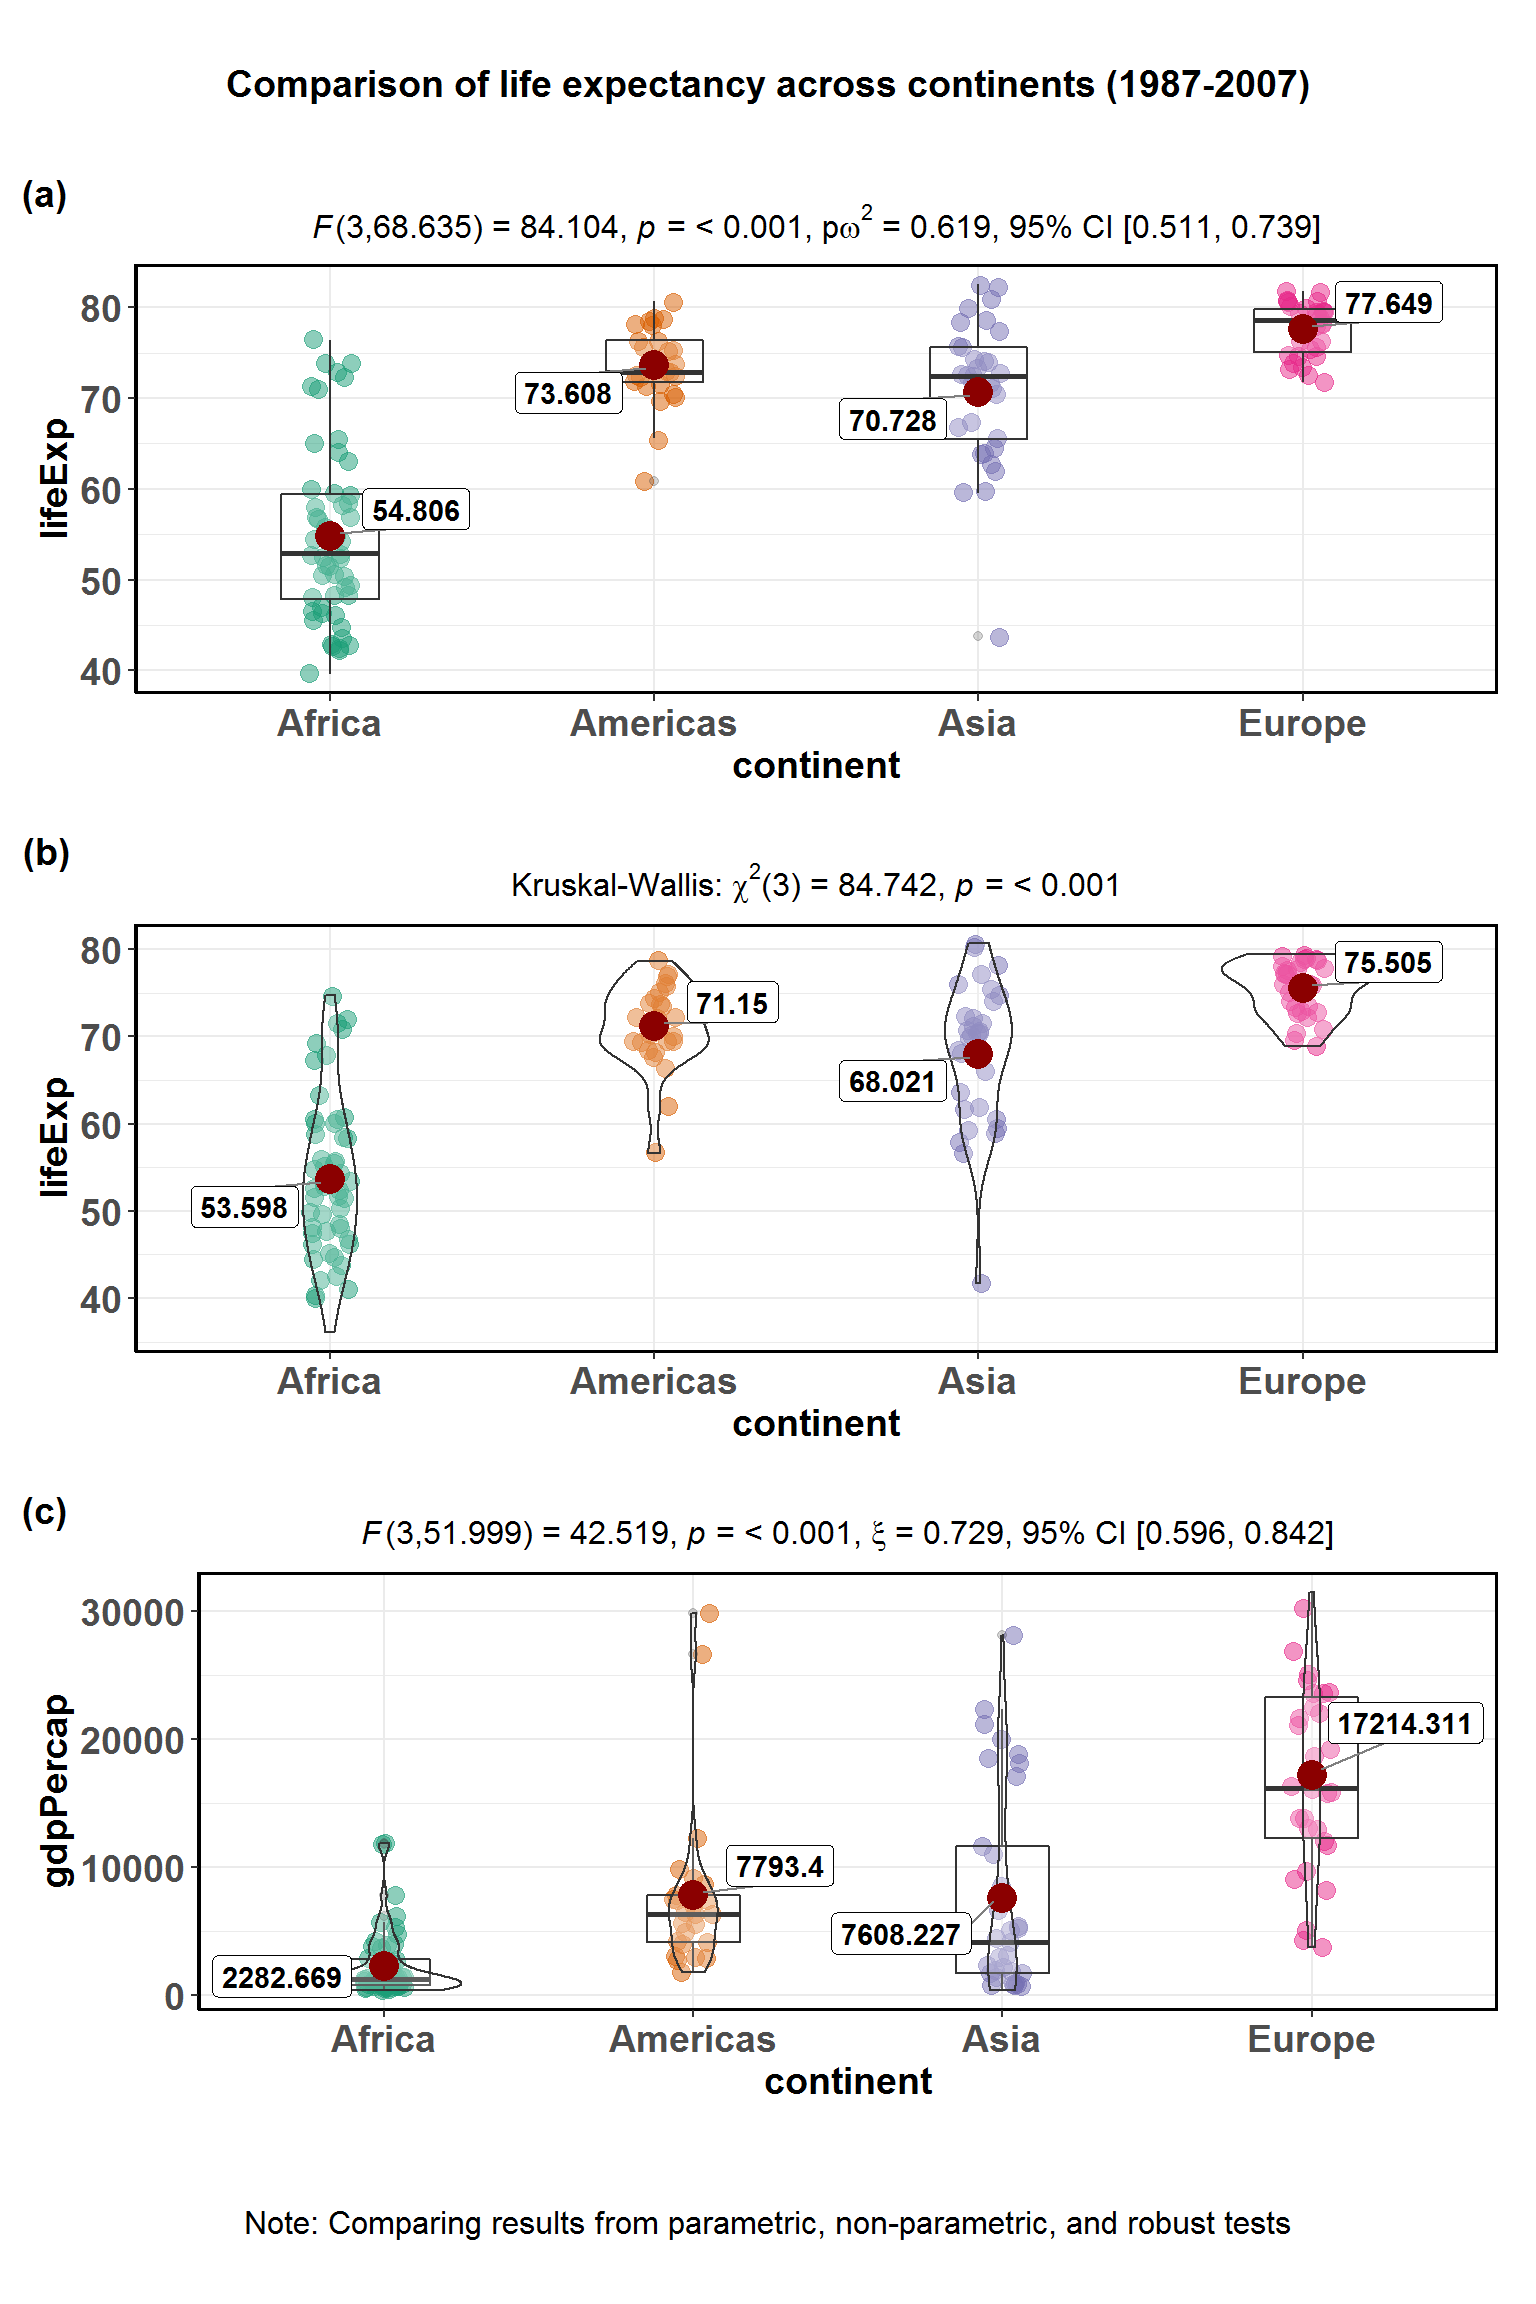 Comparison of life expectancy across continents (1987-2007)
(a)
F(3,68.635) = 84.104, p = < 0.001, pω² = 0.619, 95% CI [0.511, 0.739]
lifeExp
80
70
60
50
40
54.806
73.608
70.728
77.649
Africa Americas Asia Europe
continent
(b)
Kruskal-Wallis: χ²(3) = 84.742, p = < 0.001
lifeExp
80
70
60
50
40
53.598
71.15
68.021
75.505
Africa Americas Asia Europe
continent
(c)
F(3,51.999) = 42.519, p = < 0.001, ξ = 0.729, 95% CI [0.596, 0.842]
gdpPercap
30000
20000
10000
0
2282.669
7793.4
7608.227
17214.311
Africa Americas Asia Europe
continent
Note: Comparing results from parametric, non-parametric, and robust tests